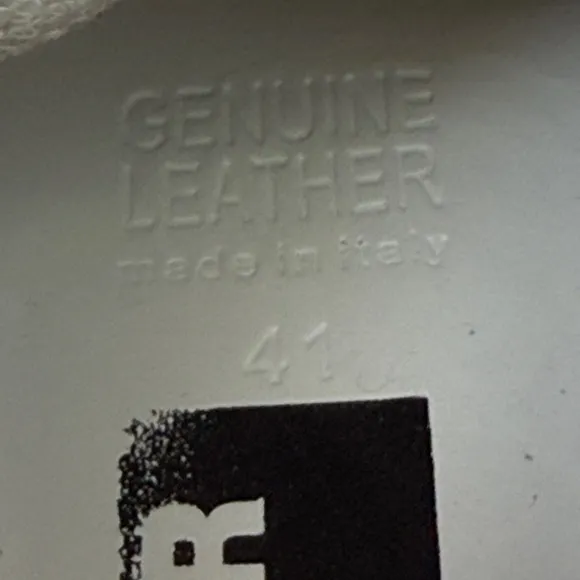 GENUINE
LEATHER
made in italy
41
R